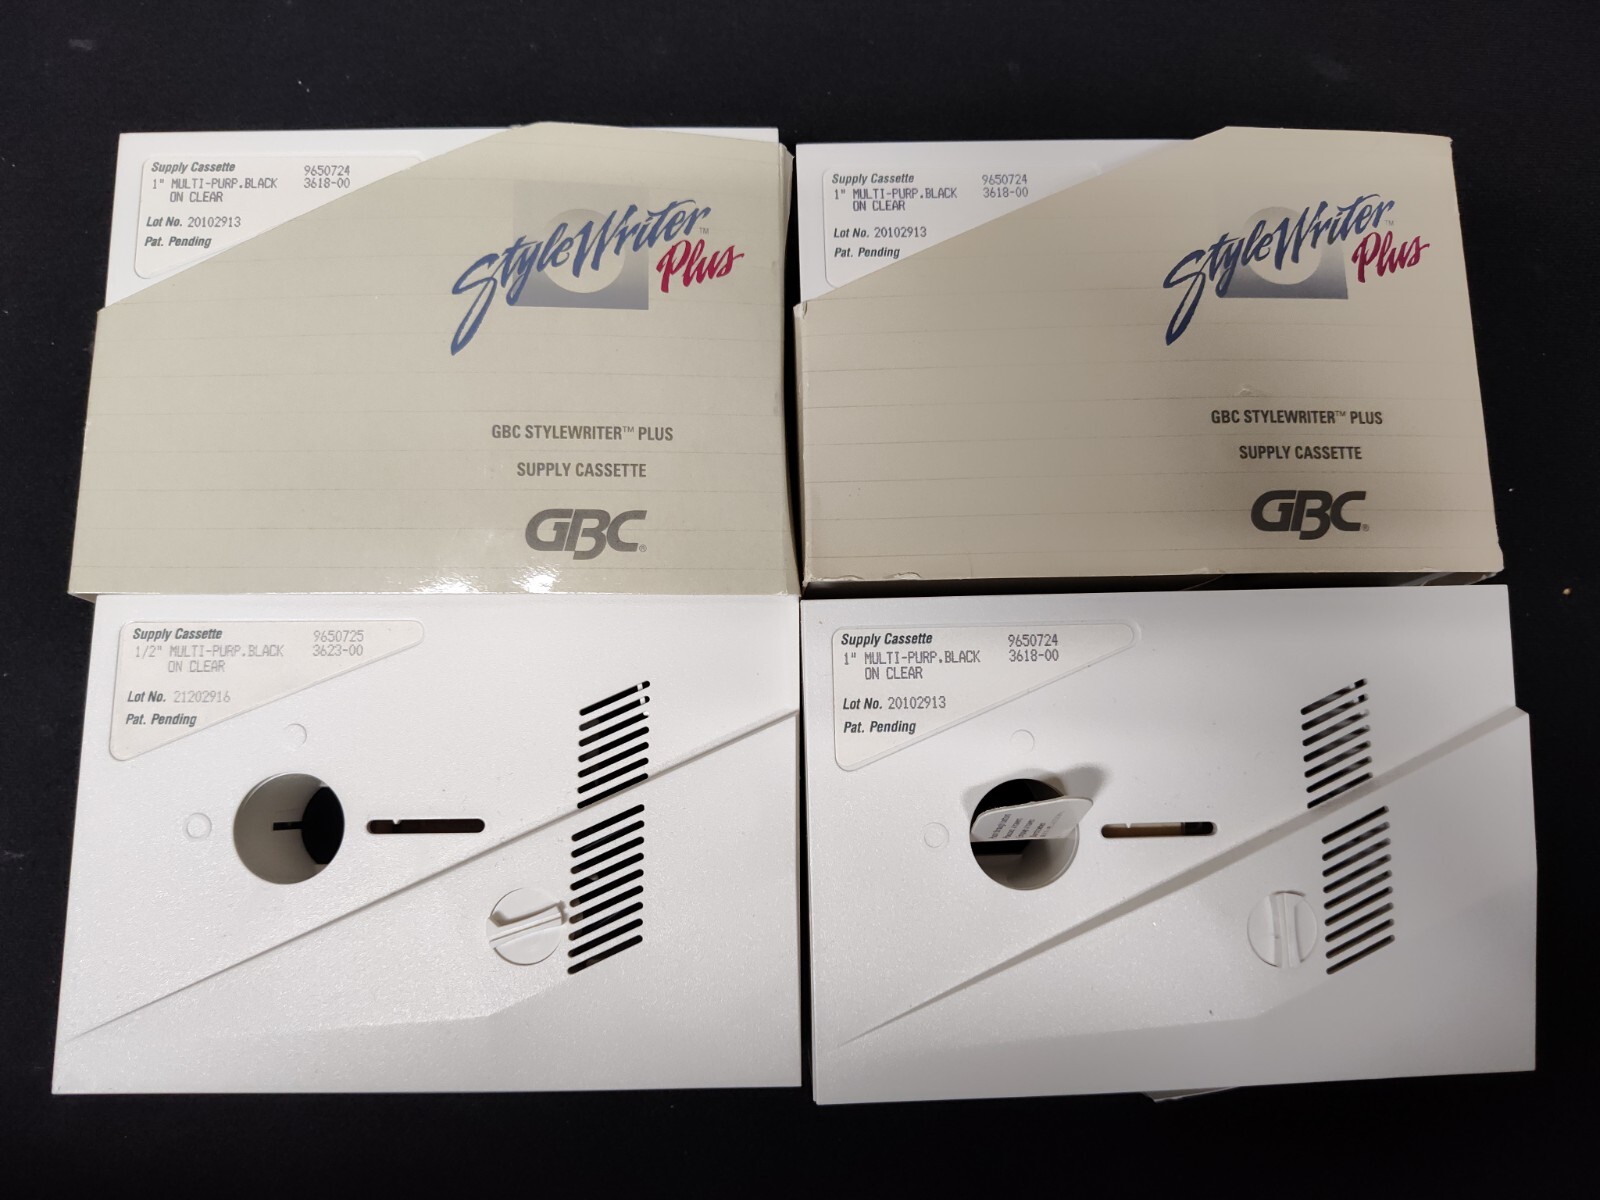 Supply Cassette 9650724
1" MULTI-PURP.BLACK 3618-00
ON CLEAR
Lot No. 20102913
Pat. Pending
StyleWriter™
Plus
GBC STYLEWRITER™ PLUS
SUPPLY CASSETTE
GBC®
Supply Cassette 9650724
1" MULTI-PURP.BLACK 3618-00
ON CLEAR
Lot No. 20102913
Pat. Pending
StyleWriter™
Plus
GBC STYLEWRITER™ PLUS
SUPPLY CASSETTE
GBC®
Supply Cassette 9650725
1/2" MULTI-PURP.BLACK 3623-00
ON CLEAR
Lot No. 21202916
Pat. Pending
Supply Cassette 9650724
1" MULTI-PURP.BLACK 3618-00
ON CLEAR
Lot No. 20102913
Pat. Pending